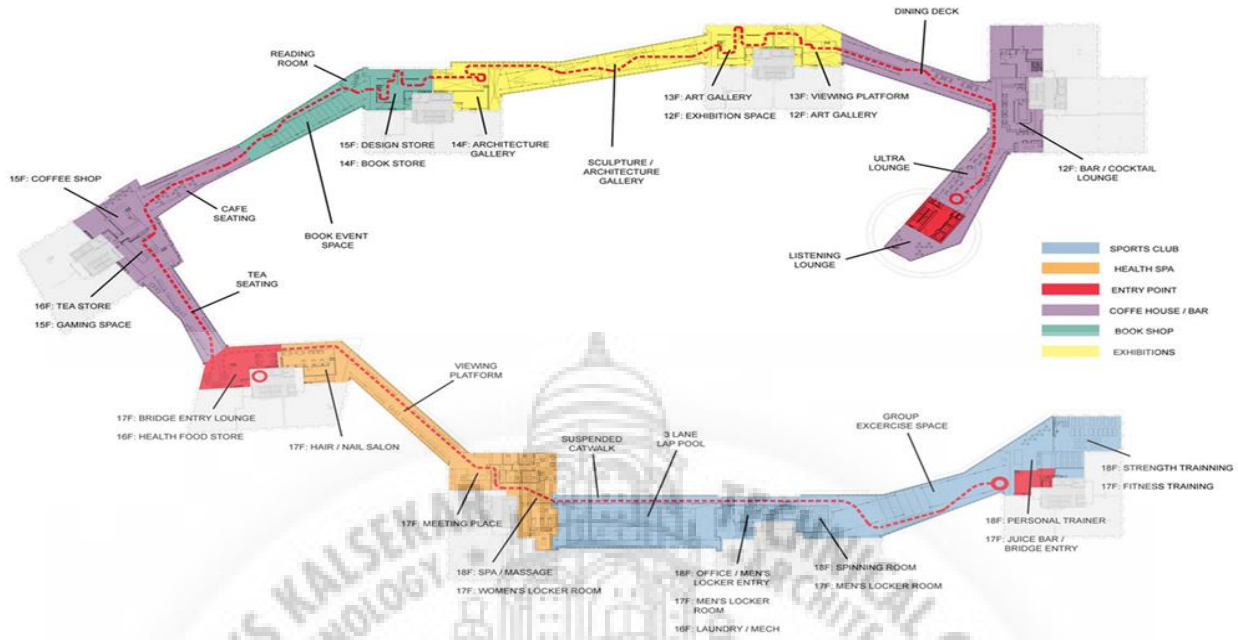 DINING DECK
READING
ROOM
13F: ART GALLERY
12F: EXHIBITION SPACE
13F: VIEWING PLATFORM
12F: ART GALLERY
15F: DESIGN STORE
14F: BOOK STORE
14F: ARCHITECTURE
GALLERY
SCULPTURE /
ARCHITECTURE
GALLERY
ULTRA
LOUNGE
12F: BAR / COCKTAIL
LOUNGE
15F: COFFEE SHOP
CAFE
SEATING
BOOK EVENT
SPACE
LISTENING
LOUNGE
TEA
SEATING
16F: TEA STORE
15F: GAMING SPACE
SPORTS CLUB
HEALTH SPA
ENTRY POINT
COFFE HOUSE / BAR
BOOK SHOP
EXHIBITIONS
VIEWING
PLATFORM
17F: BRIDGE ENTRY LOUNGE
16F: HEALTH FOOD STORE
17F: HAIR / NAIL SALON
SUSPENDED
CATWALK
3 LANE
LAP POOL
GROUP
EXCERCISE SPACE
18F: STRENGTH TRAINNING
17F: FITNESS TRAINING
17F: MEETING PLACE
18F: PERSONAL TRAINER
17F: JUICE BAR /
BRIDGE ENTRY
18F: SPA / MASSAGE
17F: WOMEN'S LOCKER ROOM
18F: OFFICE / MEN'S
LOCKER ENTRY
17F: MEN'S LOCKER
ROOM
16F: LAUNDRY / MECH
18F: SPINNING ROOM
17F: MEN'S LOCKER ROOM
KALSEKAR
TECHNICAL